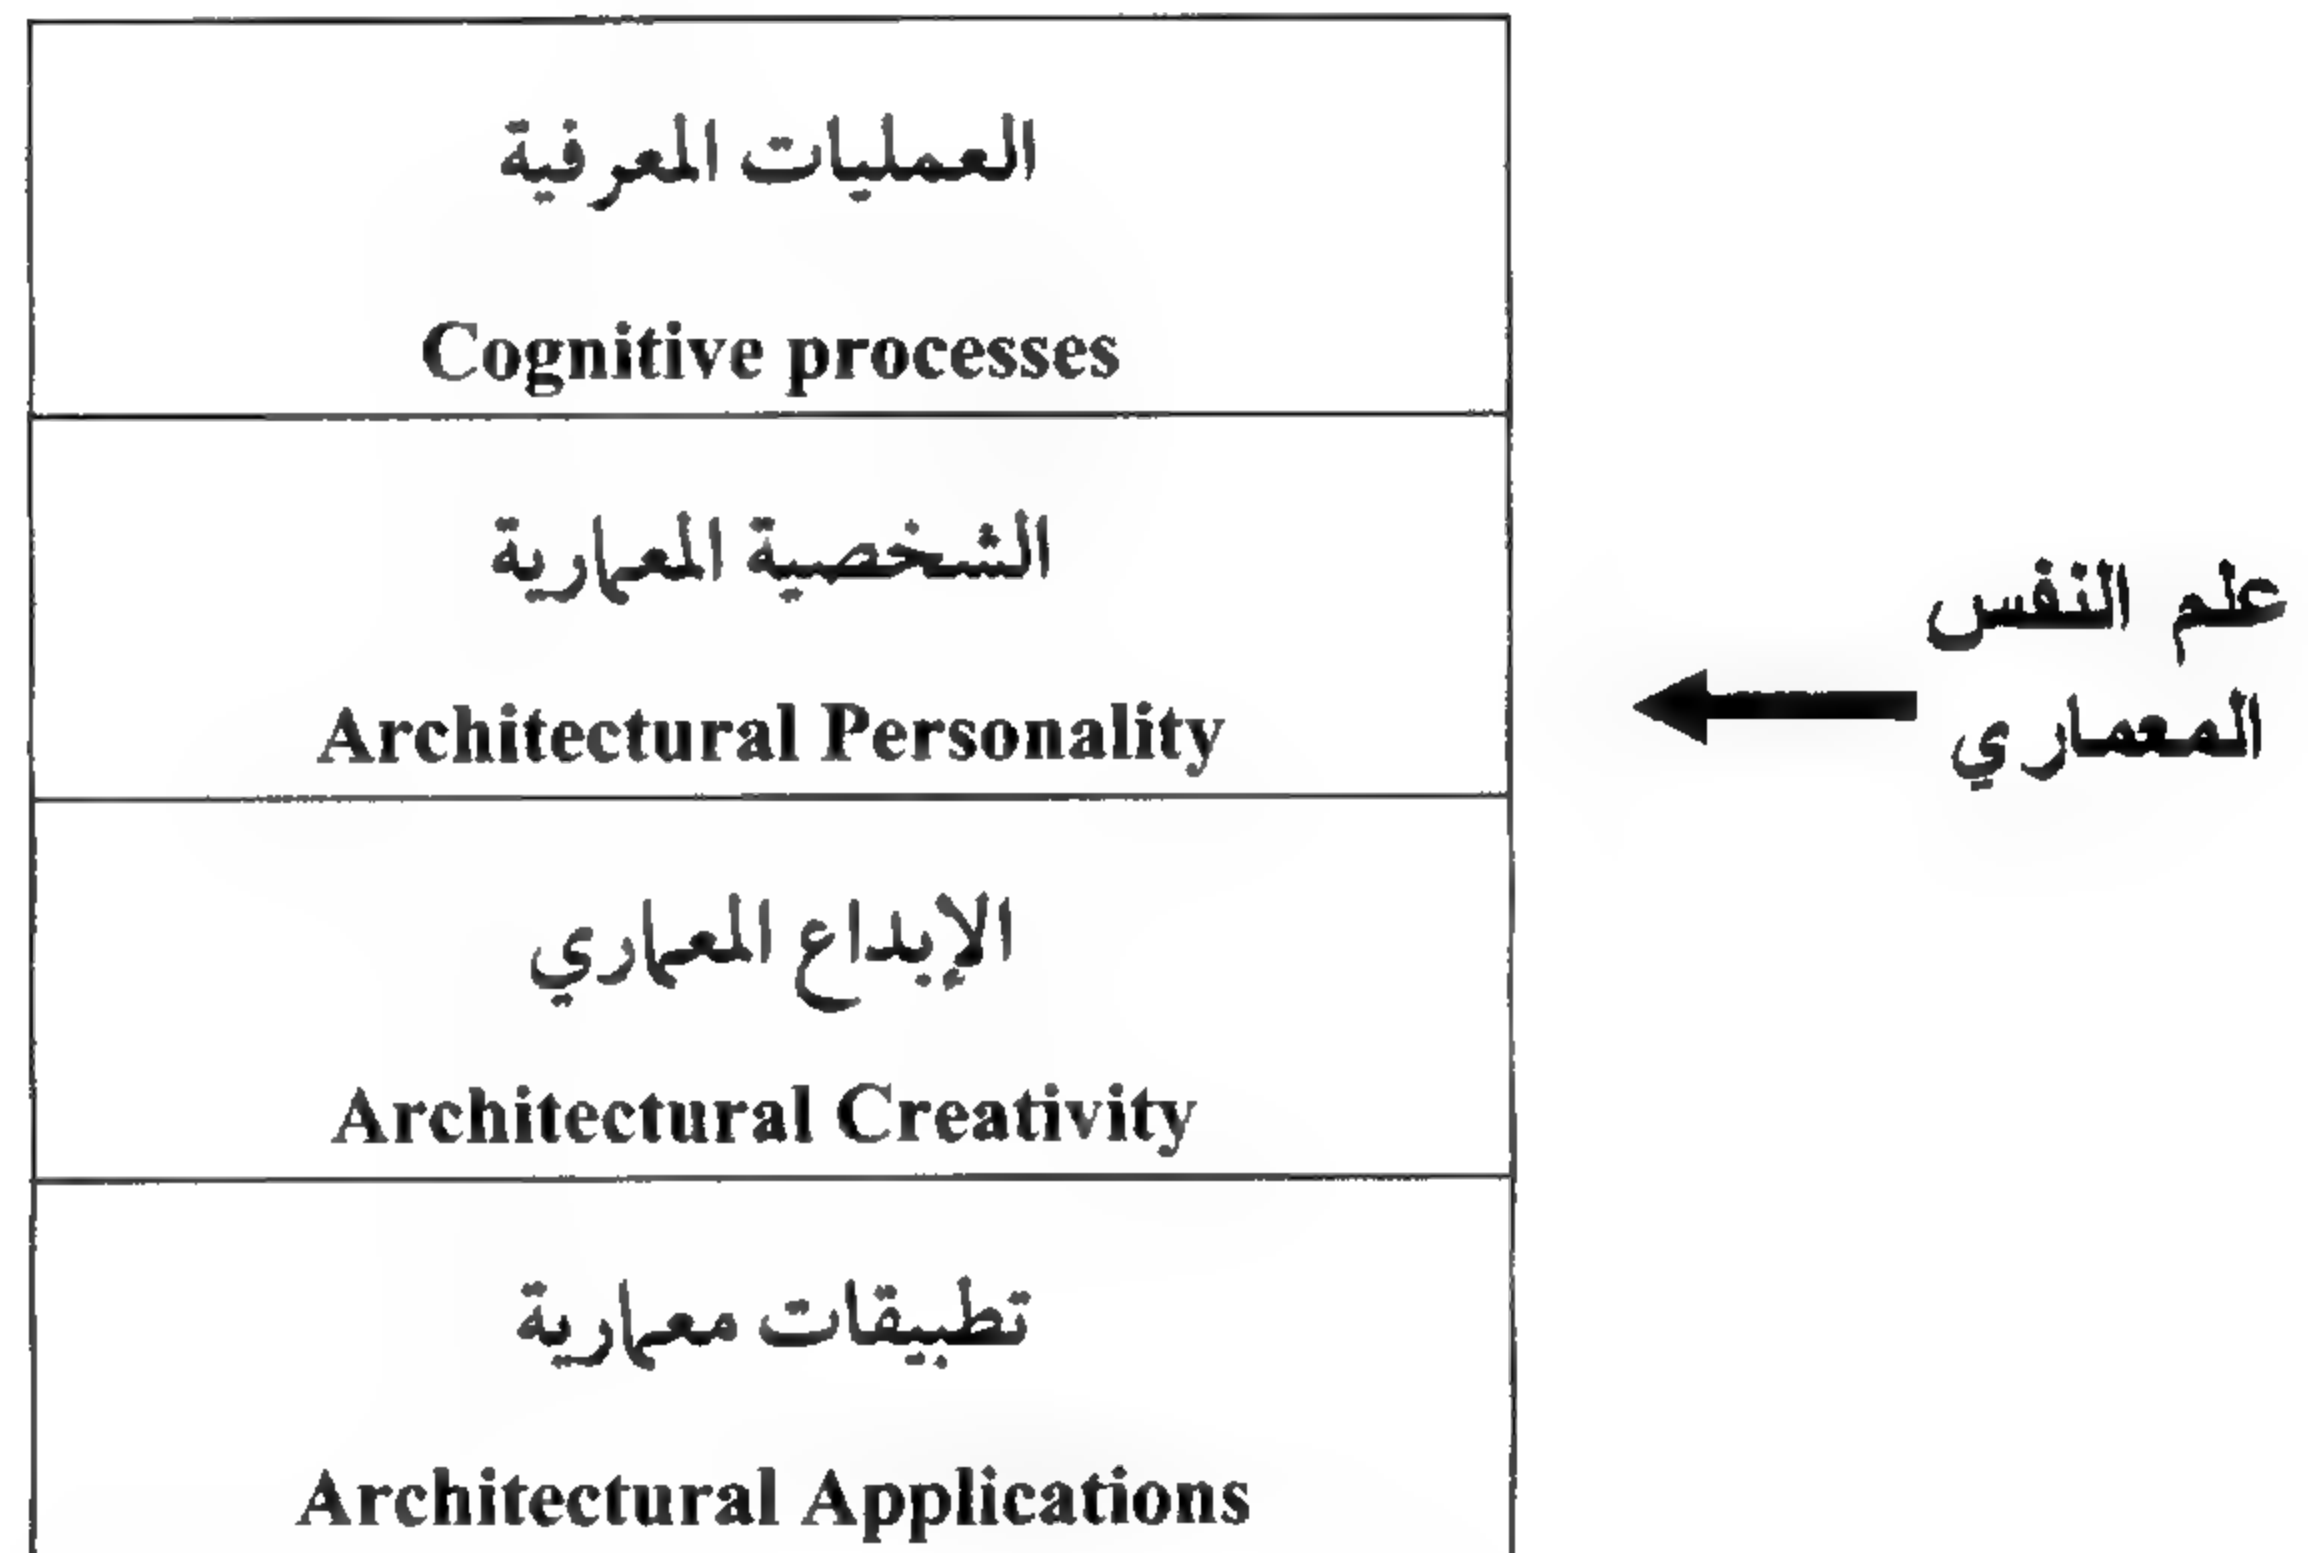 العمليات المعرفية
Cognitive processes
الشخصية المعمارية
Architectural Personality
علم النفس
المعماري
الإبداع المعماري
Architectural Creativity
تطبيقات معمارية
Architectural Applications